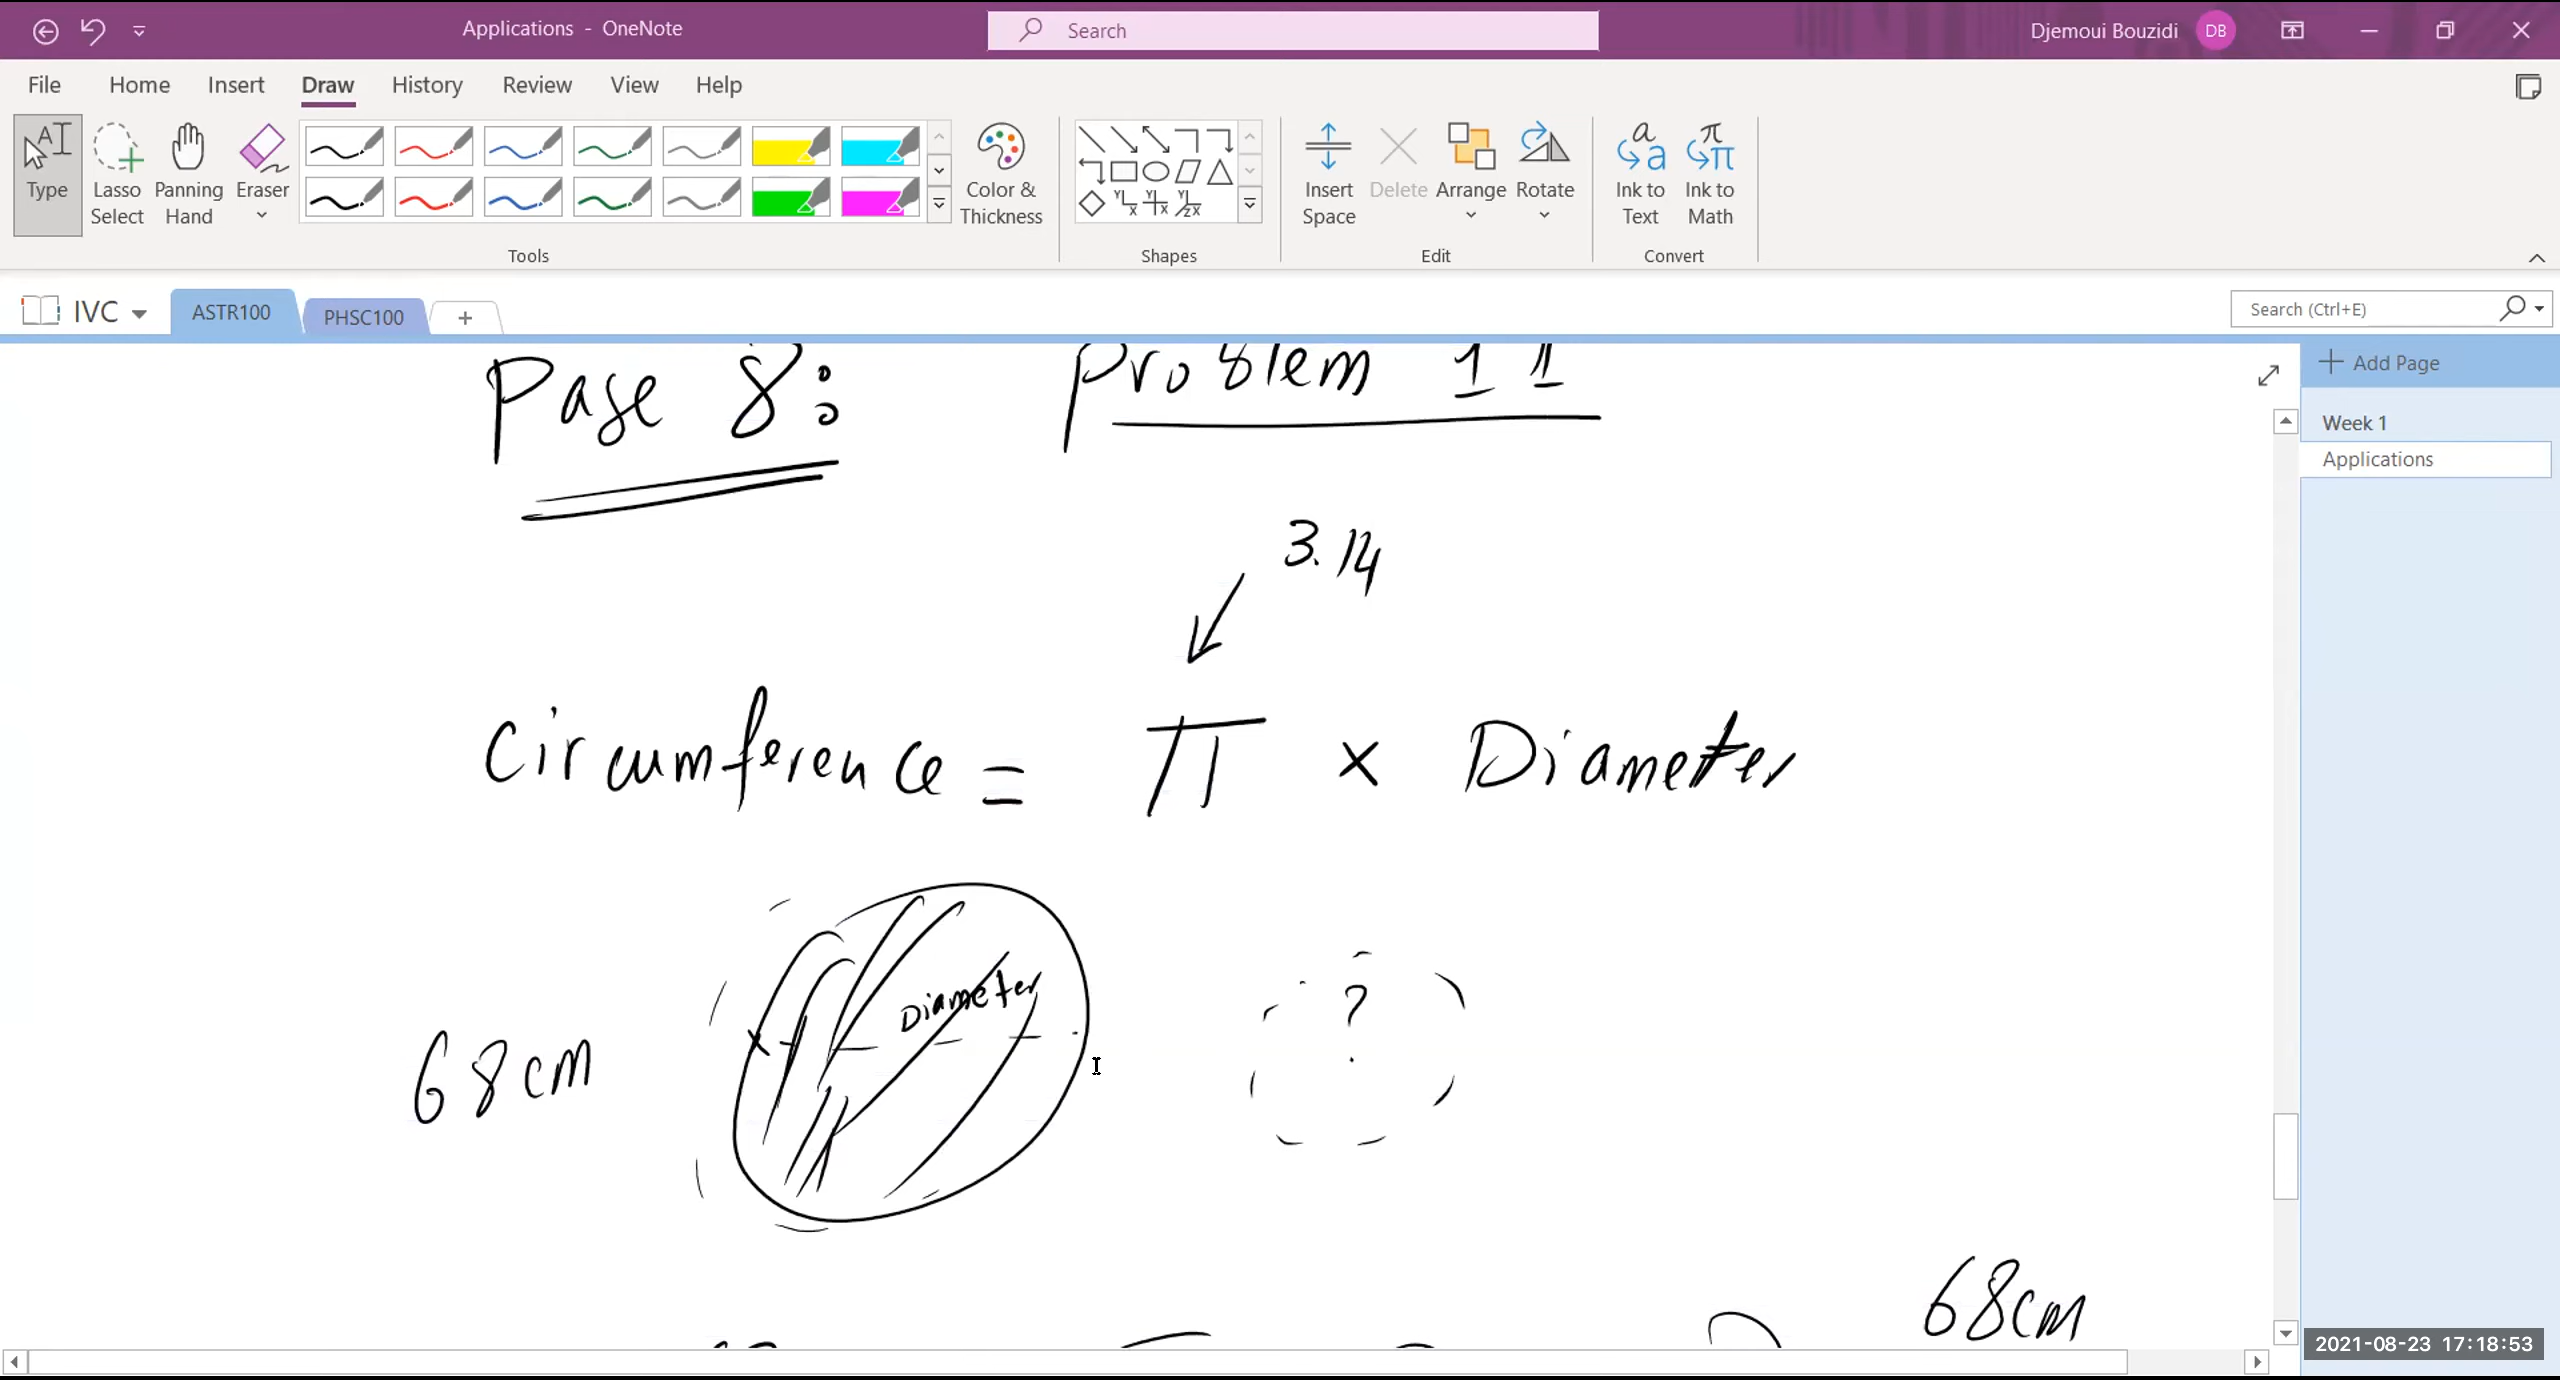 Applications - OneNote
Search
Djemoui Bouzidi
DB
File Home Insert Draw History Review View Help
Type
Lasso Select
Panning Hand
Eraser
Color & Thickness
Insert Space
Delete
Arrange
Rotate
Ink to Text
Ink to Math
Tools
Shapes
Edit
Convert
IVC
ASTR100
PHSC100
+
Search (Ctrl+E)
Add Page
Week 1
Applications
Page 8: Problem 11
3.14
Circumference = π × Diameter
Diameter
?
68cm
68cm
2021-08-23 17:18:53